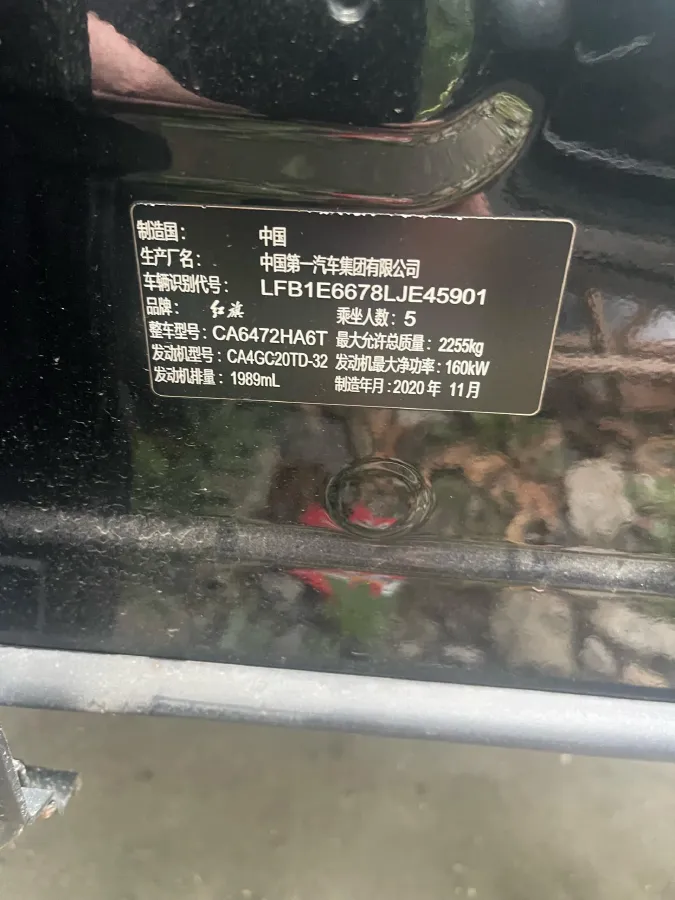 制造国： 中国
生产厂名： 中国第一汽车集团有限公司
车辆识别代号： LFB1E6678LJE45901
品牌： 红旗 乘坐人数：5
整车型号：CA6472HA6T 最大允许总质量：2255kg
发动机型号：CA4GC20TD-32 发动机最大净功率：160kW
发动机排量：1989mL 制造年月：2020 年 11 月